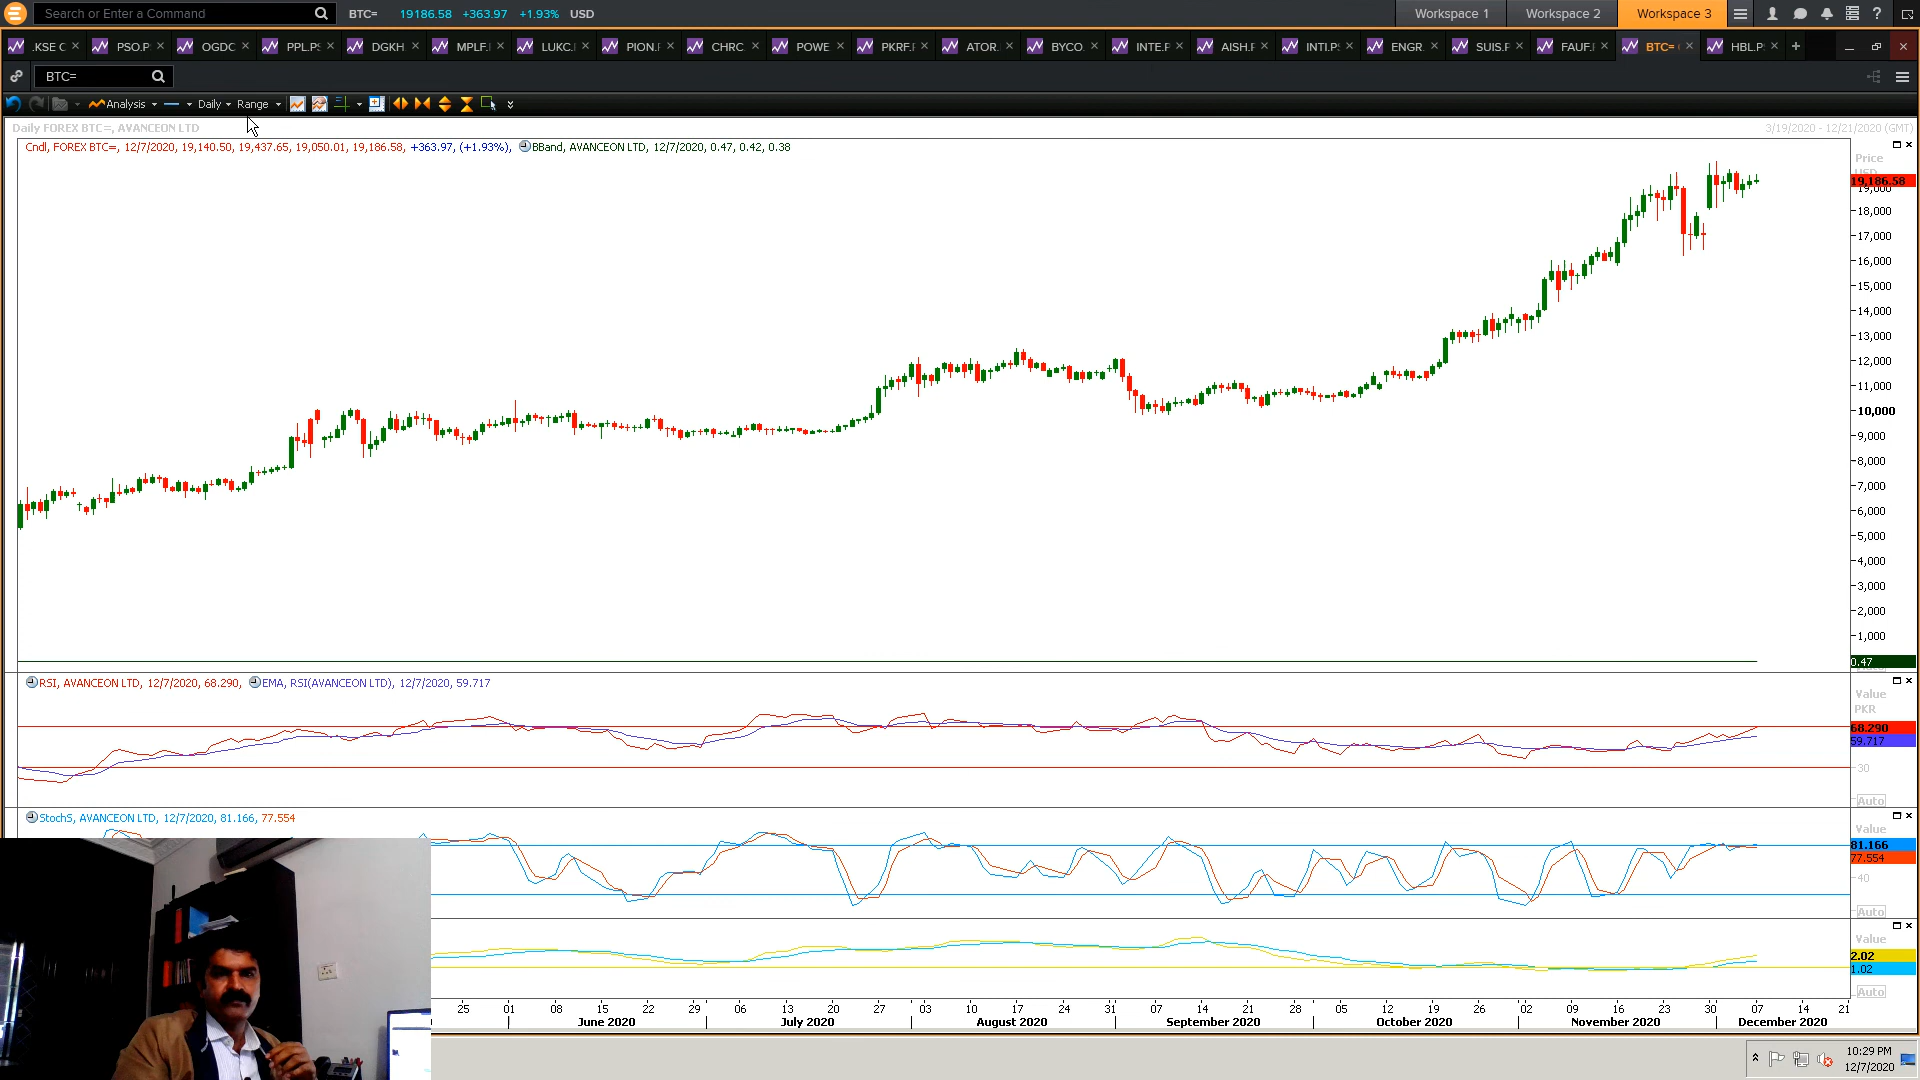 Search or Enter a Command BTC= 19186.58 +363.97 +1.93% USD Workspace 1 Workspace 2 Workspace 3
.KSE C PSO.P OGDC PPL.PS DGKH MPLF.I LUKC.I PION.F CHRC. POWE PKRF.F ATOR. BYCO. INTE.P AISH.F INTI.PS ENGR. SUIS.F FAUF.F BTC= HBL.P
BTC=
Analysis Daily Range
Daily FOREX BTC=, AVANCEON LTD 3/19/2020 - 12/21/2020 (GMT)
Cndl, FOREX BTC=, 12/7/2020, 19,140.50, 19,437.65, 19,050.01, 19,186.58, +363.97, (+1.93%), BBand, AVANCEON LTD, 12/7/2020, 0.47, 0.42, 0.38
Price
USD
19,186.58
19,000
18,000
17,000
16,000
15,000
14,000
13,000
12,000
11,000
10,000
9,000
8,000
7,000
6,000
5,000
4,000
3,000
2,000
1,000
0.47
RSI, AVANCEON LTD, 12/7/2020, 68.290, EMA, RSI(AVANCEON LTD), 12/7/2020, 59.717
Value
PKR
68.290
59.717
30
Auto
StochS, AVANCEON LTD, 12/7/2020, 81.166, 77.554
Value
81.166
77.554
40
Auto
Value
2.02
1.02
Auto
25 01 08 15 22 29 06 13 20 27 03 10 17 24 31 07 14 21 28 05 12 19 26 02 09 16 23 30 07 14 21
June 2020 July 2020 August 2020 September 2020 October 2020 November 2020 December 2020
10:29 PM
12/7/2020